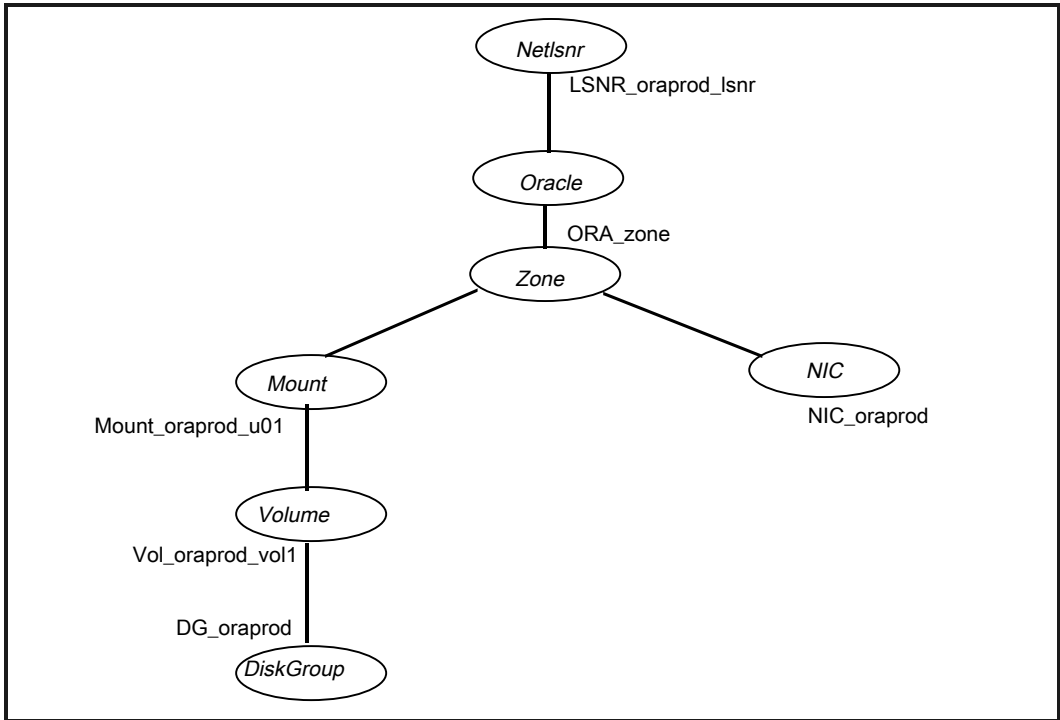 Netlsnr
LSNR_oraprod_lsnr
Oracle
ORA_zone
Zone
Mount
NIC
Mount_oraprod_u01
NIC_oraprod
Volume
Vol_oraprod_vol1
DG_oraprod
DiskGroup